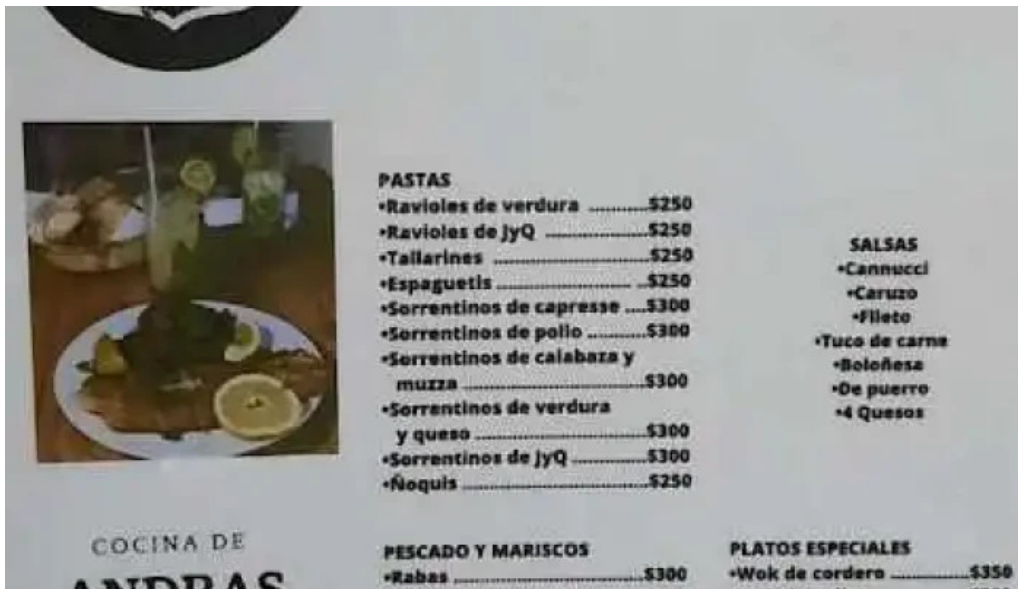 PASTAS
•Ravioles de verdura ...........$250
•Ravioles de JyQ ...................$250
•Tallarines ............................$250
•Espaguetis ........................ ..$250
•Sorrentinos de capresse ....$300
•Sorrentinos de pollo ...........$300
•Sorrentinos de calabaza y
muzza .................................$300
•Sorrentinos de verdura
y queso ...............................$300
•Sorrentinos de JyQ ..............$300
•Ñoquis .................................$250
SALSAS
•Cannucci
•Caruzo
•Fileto
•Tuco de carne
•Boloñesa
•De puerro
•4 Quesos
COCINA DE
ANDRAS
PESCADO Y MARISCOS
•Rabas ..................................$300
PLATOS ESPECIALES
•Wok de cordero ..............$350